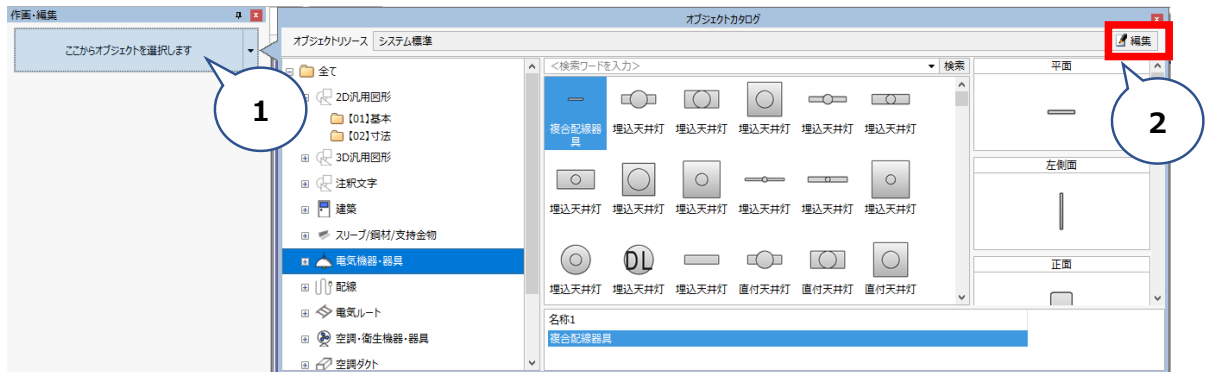 作画・編集
ここからオブジェクトを選択します
1
オブジェクトカタログ
オブジェクトリソース システム標準
編集
2
全て
2D汎用図形
【01】基本
【02】寸法
3D汎用図形
注釈文字
建築
スリーブ/鋼材/支持金物
電気機器・器具
配線
電気ルート
空調・衛生機器・器具
空調ダクト
<検索ワードを入力> 検索
複合配線器具 埋込天井灯 埋込天井灯 埋込天井灯 埋込天井灯 埋込天井灯
埋込天井灯 埋込天井灯 埋込天井灯 埋込天井灯 埋込天井灯 埋込天井灯
DL
埋込天井灯 埋込天井灯 埋込天井灯 直付天井灯 直付天井灯 直付天井灯
名称1
複合配線器具
平面
左側面
正面